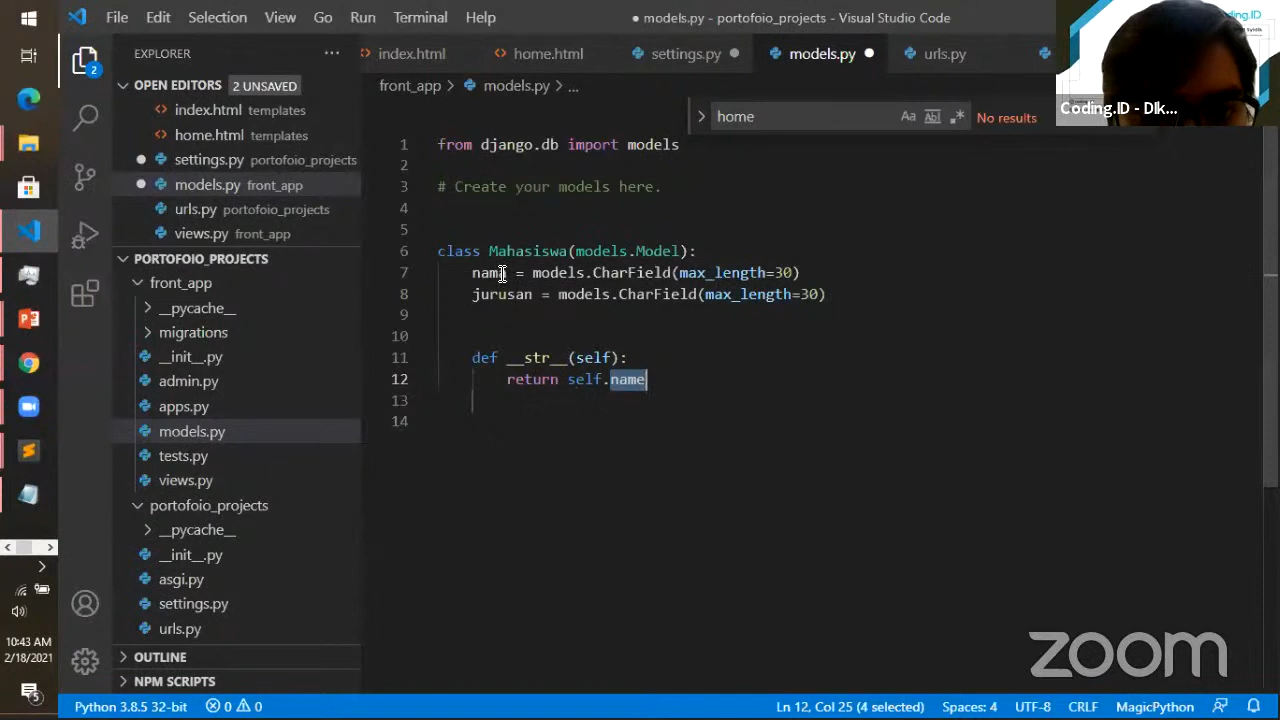 File Edit Selection View Go Run Terminal Help
● models.py - portofoio_projects - Visual Studio Code
Coding.ID
Coding.ID - DIk...
EXPLORER ...
index.html
home.html
settings.py
models.py
urls.py
OPEN EDITORS 2 UNSAVED
index.html templates
home.html templates
settings.py portofoio_projects
models.py front_app
urls.py portofoio_projects
views.py front_app
PORTOFOIO_PROJECTS
front_app
__pycache__
migrations
__init__.py
admin.py
apps.py
models.py
tests.py
views.py
portofoio_projects
__pycache__
__init__.py
asgi.py
settings.py
urls.py
OUTLINE
NPM SCRIPTS
front_app > models.py > ...
home
Aa Abl .* No results
1 from django.db import models
2
3 # Create your models here.
4
5
6 class Mahasiswa(models.Model):
7 nama = models.CharField(max_length=30)
8 jurusan = models.CharField(max_length=30)
9
10
11 def __str__(self):
12 return self.name
13
14
2
10:43 AM
2/18/2021
5
zoom
Python 3.8.5 32-bit 0 0
Ln 12, Col 25 (4 selected) Spaces: 4 UTF-8 CRLF MagicPython